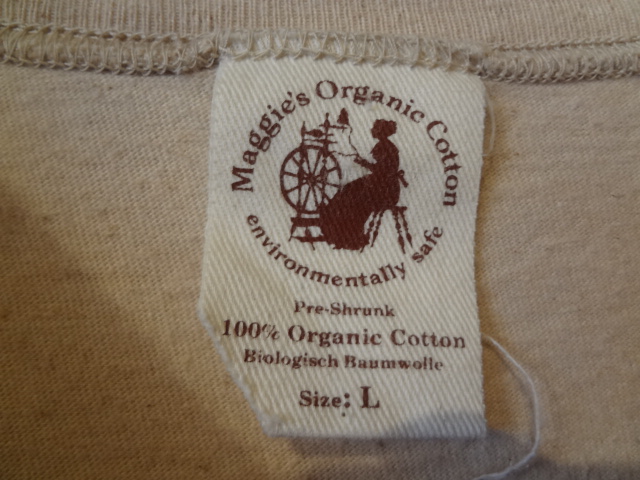 Maggie's Organic Cotton
environmentally safe
Pre-Shrunk
100% Organic Cotton
Biologisch Baumwolle
Size: L